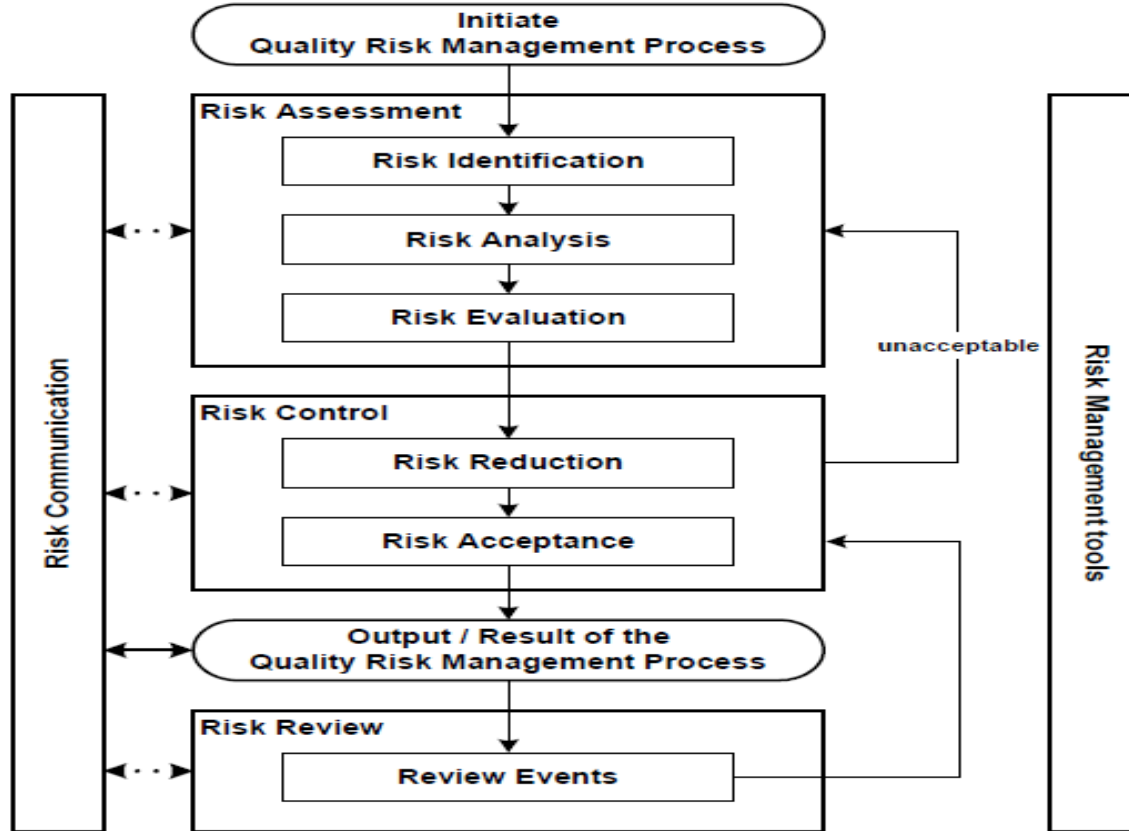 Initiate
Quality Risk Management Process
Risk Assessment
Risk Identification
Risk Analysis
Risk Evaluation
unacceptable
Risk Control
Risk Reduction
Risk Acceptance
Output / Result of the
Quality Risk Management Process
Risk Review
Review Events
Risk Communication
Risk Management tools